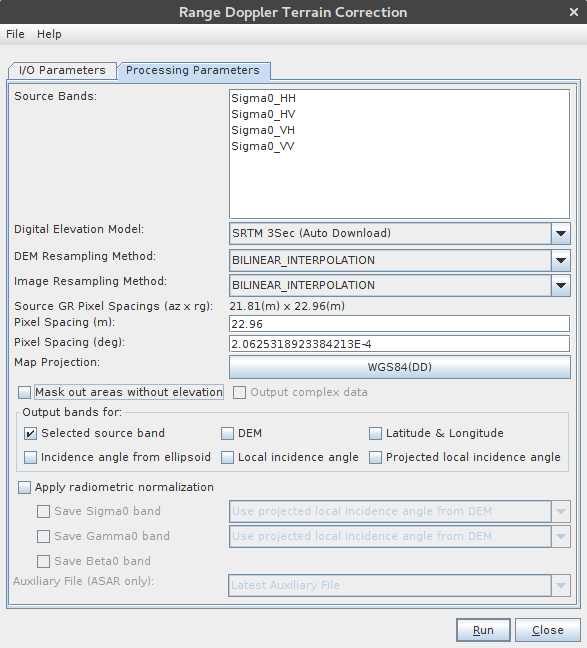 Range Doppler Terrain Correction
File Help
I/O Parameters Processing Parameters
Source Bands:
Sigma0_HH
Sigma0_HV
Sigma0_VH
Sigma0_VV
Digital Elevation Model: SRTM 3Sec (Auto Download)
DEM Resampling Method: BILINEAR_INTERPOLATION
Image Resampling Method: BILINEAR_INTERPOLATION
Source GR Pixel Spacings (az x rg): 21.81(m) x 22.96(m)
Pixel Spacing (m): 22.96
Pixel Spacing (deg): 2.0625318923384213E-4
Map Projection: WGS84(DD)
Mask out areas without elevation Output complex data
Output bands for:
Selected source band DEM Latitude & Longitude
Incidence angle from ellipsoid Local incidence angle Projected local incidence angle
Apply radiometric normalization
Save Sigma0 band Use projected local incidence angle from DEM
Save Gamma0 band Use projected local incidence angle from DEM
Save Beta0 band
Auxiliary File (ASAR only): Latest Auxiliary File
Run Close